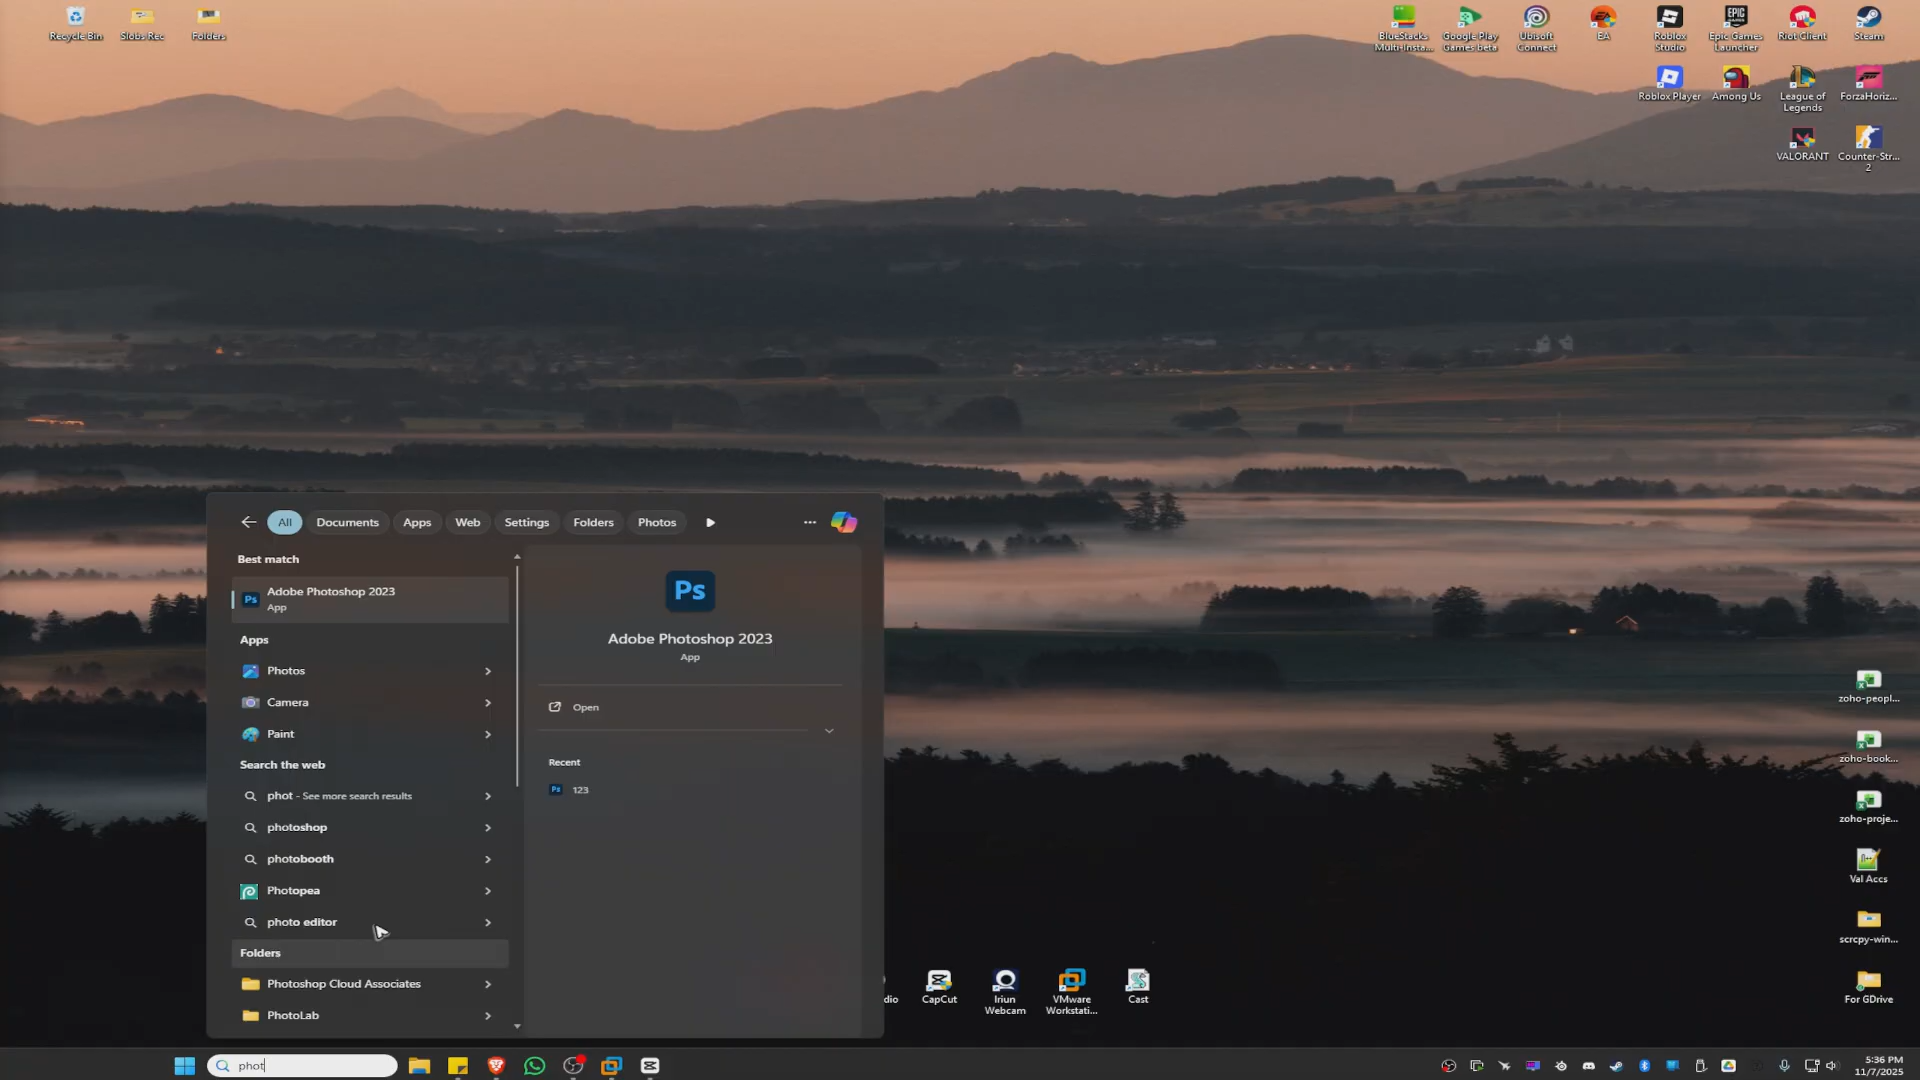 Recycle Bin
Slobs Rec
Folders
BlueStacks
Multi-Insta...
Google Play
Games beta
Ubisoft
Connect
EA
Roblox
Studio
Epic Games
Launcher
Riot Client
Steam
Roblox Player
Among Us
League of
Legends
ForzaHoriz...
VALORANT
Counter-Str...
2
All
Documents
Apps
Web
Settings
Folders
Photos
Best match
Adobe Photoshop 2023
App
Apps
Photos
Camera
Paint
Search the web
phot - See more search results
photoshop
photobooth
Photopea
photo editor
Folders
Photoshop Cloud Associates
PhotoLab
Ps
Adobe Photoshop 2023
App
Open
Recent
123
zoho-peopl...
zoho-book...
zoho-proje...
Val Accs
scrcpy-win...
For GDrive
dio
CapCut
Iriun
Webcam
VMware
Workstati...
Cast
phot
5:36 PM
11/7/2025